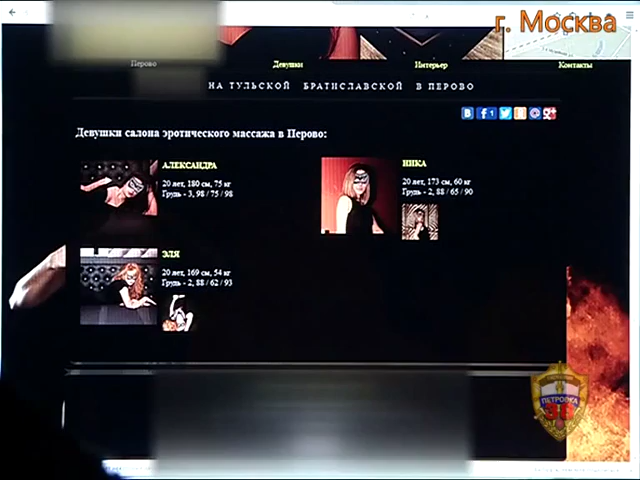 г. Москва
Перово
Девушки
Интерьер
Контакты
НА ТУЛЬСКОЙ БРАТИСЛАВСКОЙ В ПЕРОВО
Девушки салона эротического массажа в Перово:
АЛЕКСАНДРА
20 лет, 180 см, 75 кг
Грудь - 3, 98 / 75 / 98
НИКА
20 лет, 173 см, 60 кг
Грудь - 2, 88 / 65 / 90
ЭЛЯ
20 лет, 169 см, 54 кг
Грудь - 2, 88 / 62 / 93
ПЕТРОВКА
38